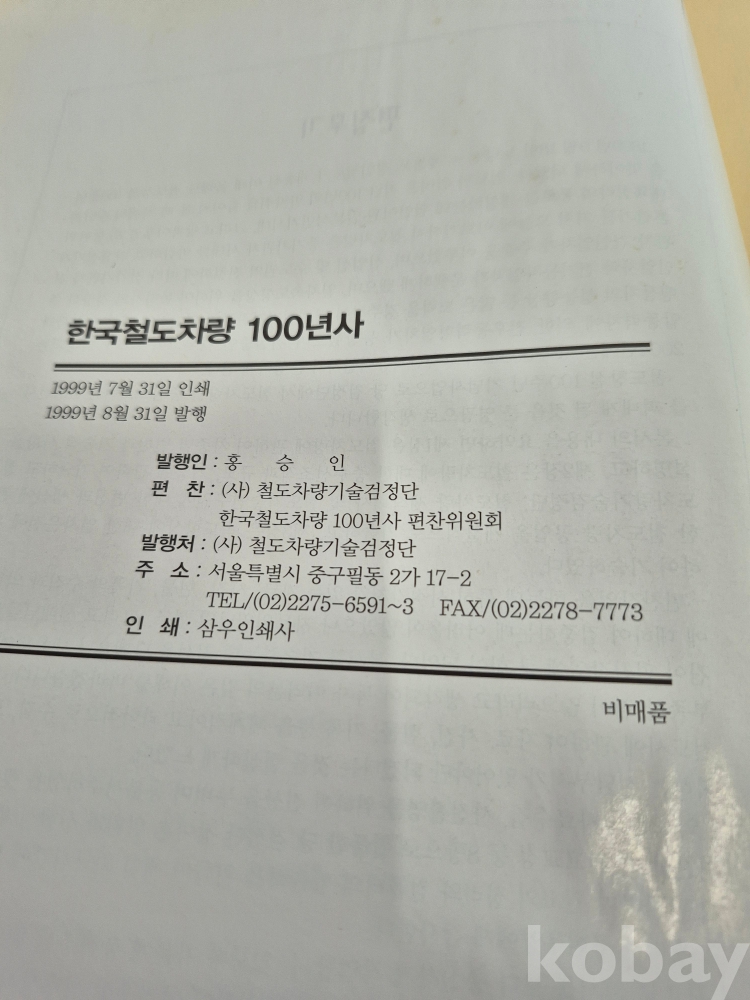 한국철도차량 100년사
1999년 7월 31일 인쇄
1999년 8월 31일 발행
발행인 : 홍 승 인
편 찬 : (사) 철도차량기술검정단
한국철도차량 100년사 편찬위원회
발행처 : (사) 철도차량기술검정단
주 소 : 서울특별시 중구필동 2가 17-2
TEL/(02)2275-6591~3 FAX/(02)2278-7773
인 쇄 : 삼우인쇄사
비매품
kobay